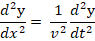 d²y/dx² = 1/v² d²y/dt²